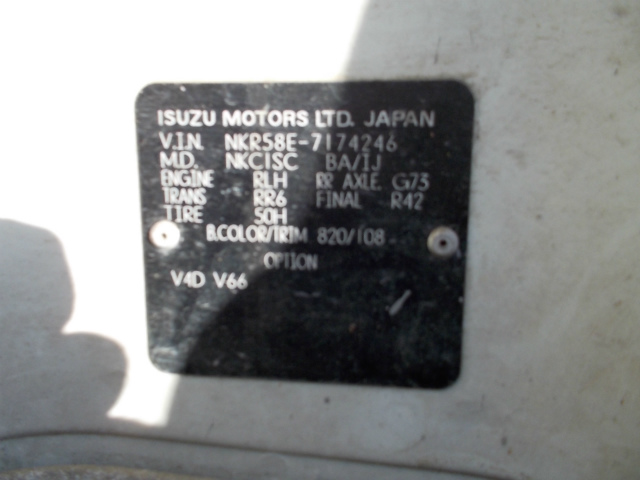 ISUZU MOTORS LTD. JAPAN
V.I.N. NKR58E-7174246
M.D. NKC1SC BA/IJ
ENGINE RLH RR AXLE G73
TRANS RR6 FINAL R42
TIRE 50H
B.COLOR/TRIM 820/108
OPTION
V4D V66